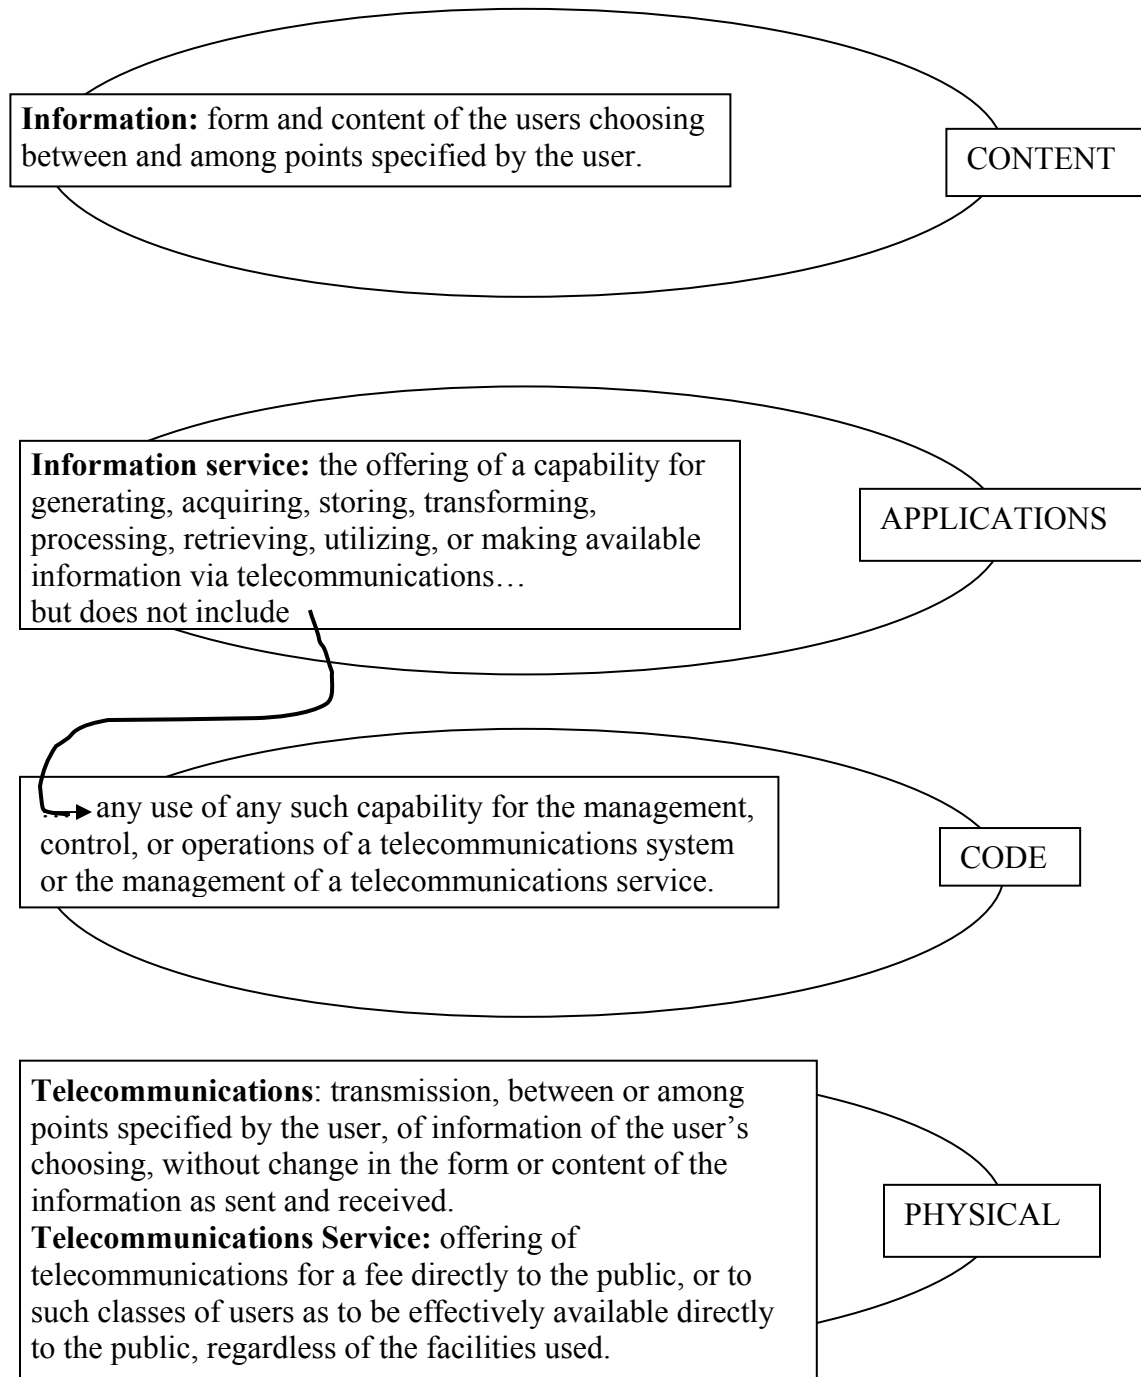 Information: form and content of the users choosing
between and among points specified by the user.
CONTENT
Information service: the offering of a capability for
generating, acquiring, storing, transforming,
processing, retrieving, utilizing, or making available
information via telecommunications…
but does not include
APPLICATIONS
… any use of any such capability for the management,
control, or operations of a telecommunications system
or the management of a telecommunications service.
CODE
Telecommunications: transmission, between or among
points specified by the user, of information of the user’s
choosing, without change in the form or content of the
information as sent and received.
Telecommunications Service: offering of
telecommunications for a fee directly to the public, or to
such classes of users as to be effectively available directly
to the public, regardless of the facilities used.
PHYSICAL